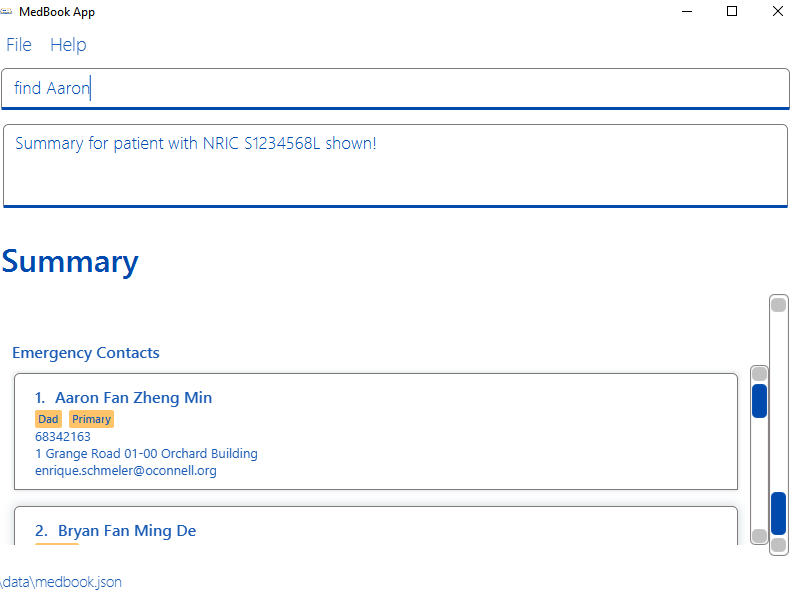 MedBook App
File Help
find Aaron
Summary for patient with NRIC S1234568L shown!
Summary
Emergency Contacts
1. Aaron Fan Zheng Min
Dad Primary
68342163
1 Grange Road 01-00 Orchard Building
enrique.schmeler@oconnell.org
2. Bryan Fan Ming De
\data\medbook.json